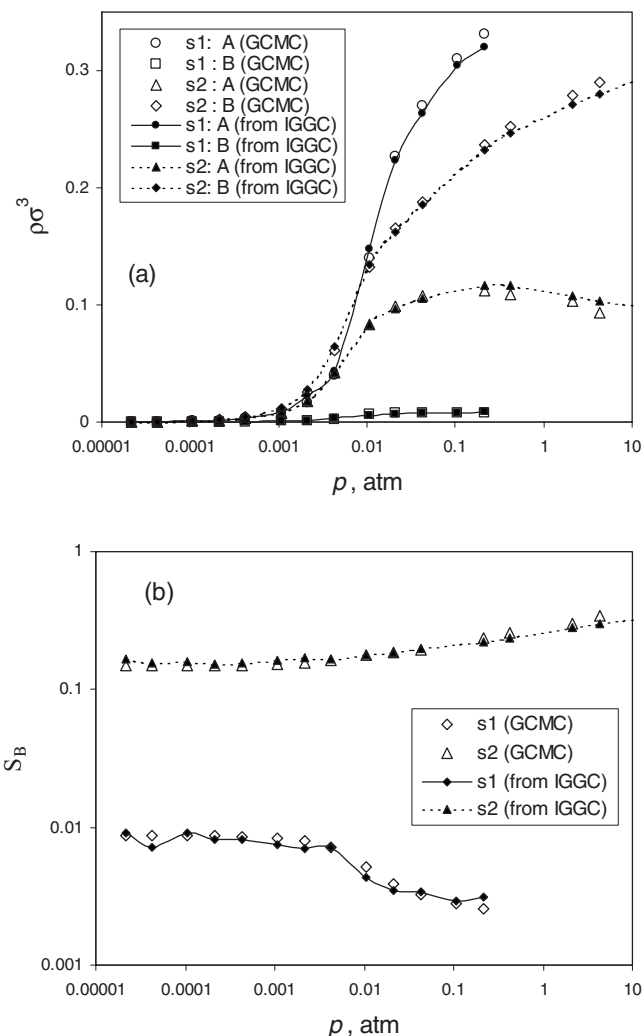 s1: A (GCMC)
s1 : B (GCMC)
s2 : A (GCMC)
s2 : B (GCMC)
s1: A (from IGGC)
s1 : B (from IGGC)
s2: A (from IGGC)
s2: B (from IGGC)
0.3
0.2
0.1
0
ρσ³
(a)
0.00001 0.0001 0.001 0.01 0.1 1 10
p , atm
(b)
1
0.1
0.01
0.001
S_B
s1 (GCMC)
s2 (GCMC)
s1 (from IGGC)
s2 (from IGGC)
0.00001 0.0001 0.001 0.01 0.1 1 10
p , atm